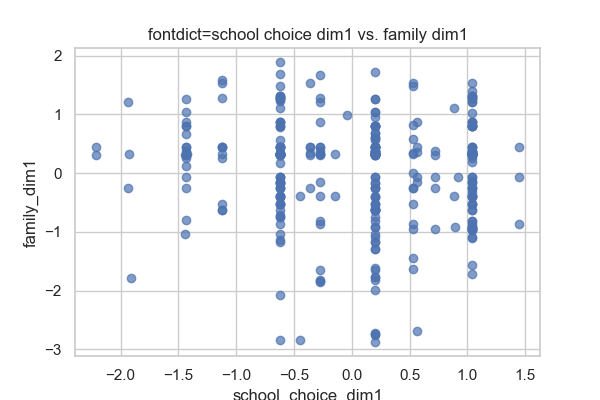 fontdict=school choice dim1 vs. family dim1
2
1
0
−1
−2
−3
family_dim1
−2.0 −1.5 −1.0 −0.5 0.0 0.5 1.0 1.5
school_choice_dim1